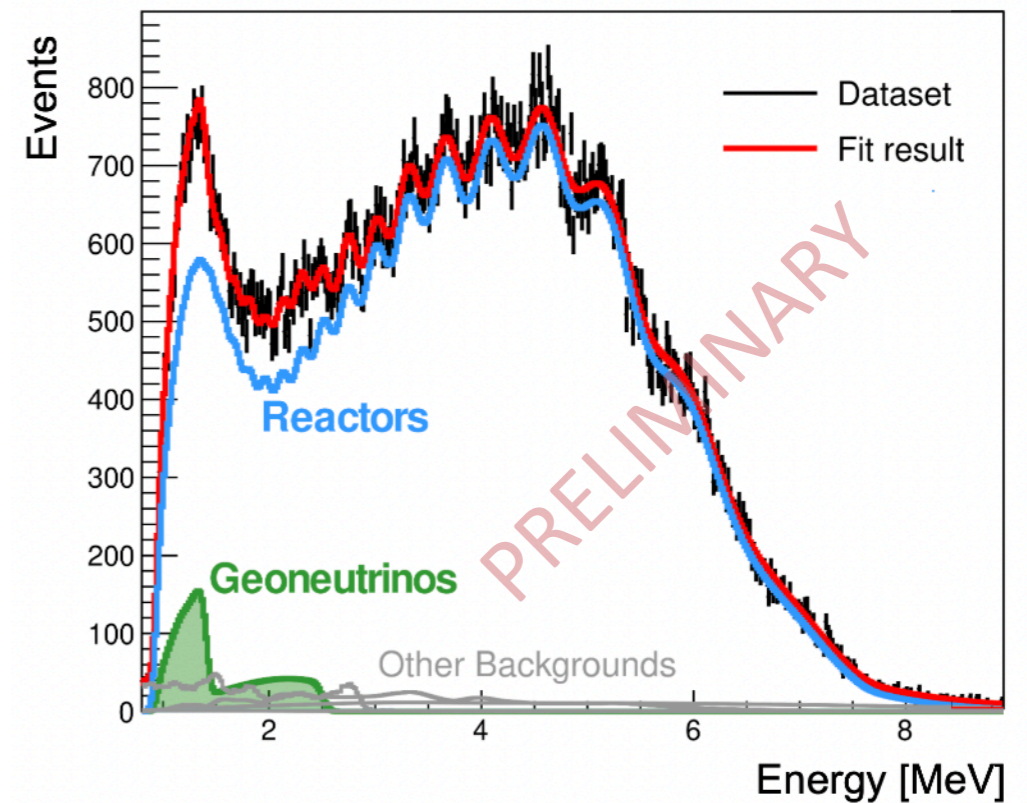 Events
800
700
600
500
400
300
200
100
0
Dataset
Fit result
Reactors
Geoneutrinos
Other Backgrounds
PRELIMINARY
2 4 6 8
Energy [MeV]